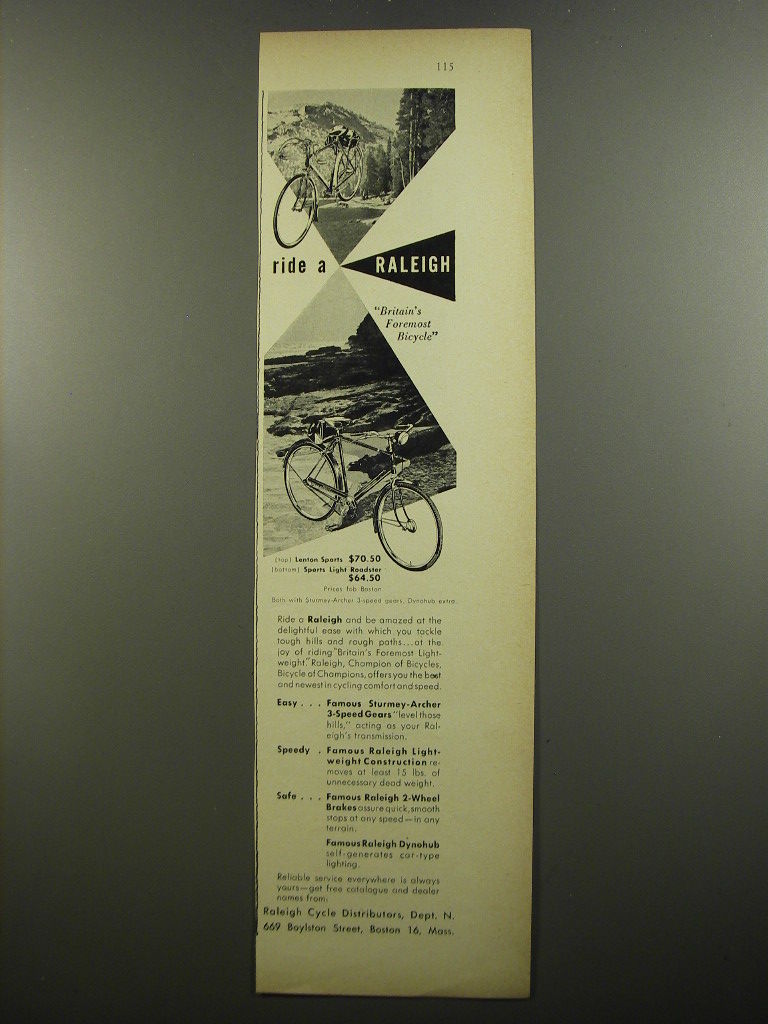 115
ride a RALEIGH
"Britain's
Foremost
Bicycle"
(top) Lenton Sports $70.50
(bottom) Sports Light Roadster
$64.50
Prices fob Boston
Both with Sturmey-Archer 3-speed gears, Dynohub extra.
Ride a Raleigh and be amazed at the
delightful ease with which you tackle
tough hills and rough paths...at the
joy of riding "Britain's Foremost Light-
weight." Raleigh, Champion of Bicycles,
Bicycle of Champions, offers you the best
and newest in cycling comfort and speed.
Easy . . . Famous Sturmey-Archer
3-Speed Gears "level those
hills," acting as your Ral-
eigh's transmission.
Speedy . Famous Raleigh Light-
weight Construction re-
moves at least 15 lbs. of
unnecessary dead weight.
Safe . . . Famous Raleigh 2-Wheel
Brakes assure quick, smooth
stops at any speed—in any
terrain.
Famous Raleigh Dynohub
self-generates car-type
lighting.
Reliable service everywhere is always
yours—get free catalogue and dealer
names from:
Raleigh Cycle Distributors, Dept. N.
669 Boylston Street, Boston 16, Mass.